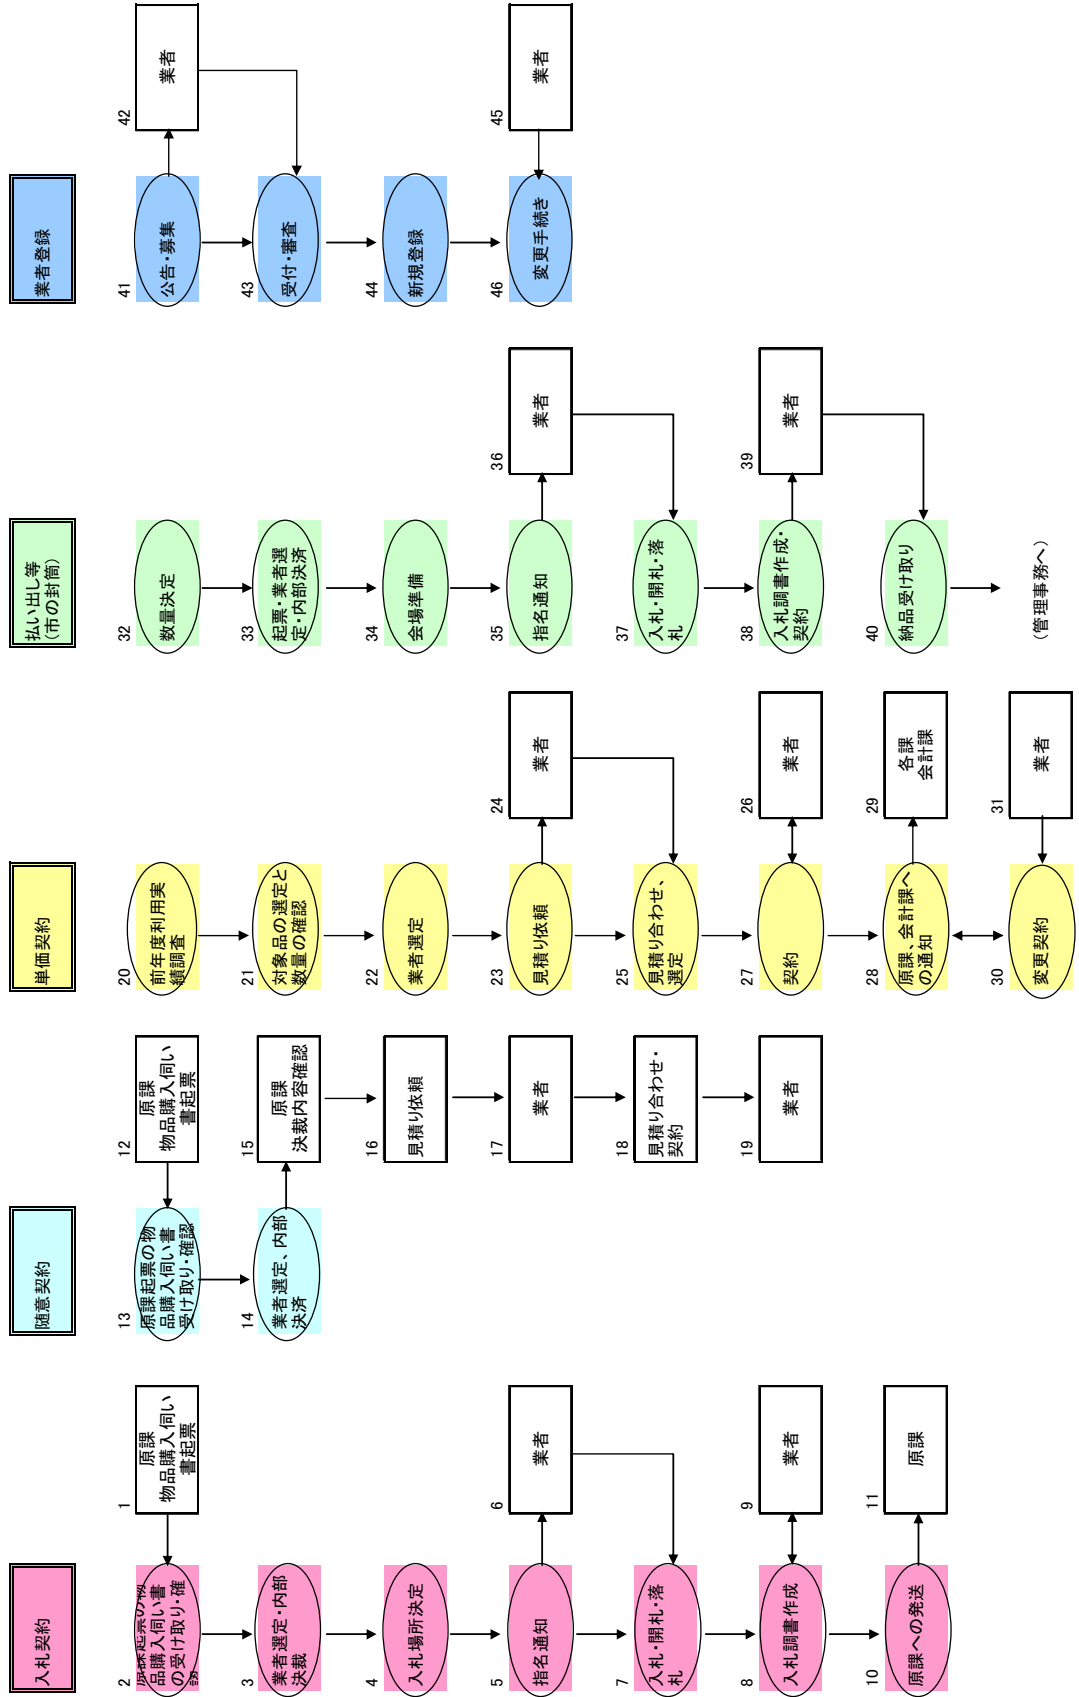 入札契約
1
原課
物品購入伺い
書起票
2
原課起票の物
品購入伺い書
の受け取り・確
認
3
業者選定・内部
決裁
4
入札場所決定
5
指名通知
6
業者
7
入札・開札・落
札
8
入札調書作成
9
業者
10
原課への発送
11
原課
随意契約
12
原課
物品購入伺い
書起票
13
原課起票の物
品購入伺い書
受け取り・確認
14
業者選定、内部
決済
15
原課
決裁内容確認
16
見積り依頼
17
業者
18
見積り合わせ・
契約
19
業者
単価契約
20
前年度利用実
績調査
21
対象品の選定と
数量の確認
22
業者選定
23
見積り依頼
24
業者
25
見積り合わせ、
選定
26
業者
27
契約
28
原課、会計課へ
の通知
29
各課
会計課
30
変更契約
31
業者
払い出し等
（市の封筒）
32
数量決定
33
起票・業者選
定・内部決済
34
会場準備
35
指名通知
36
業者
37
入札・開札・落
札
38
入札調書作成・
契約
39
業者
40
納品受け取り
（管理事務へ）
業者登録
41
公告・募集
42
業者
43
受付・審査
44
新規登録
45
業者
46
変更手続き